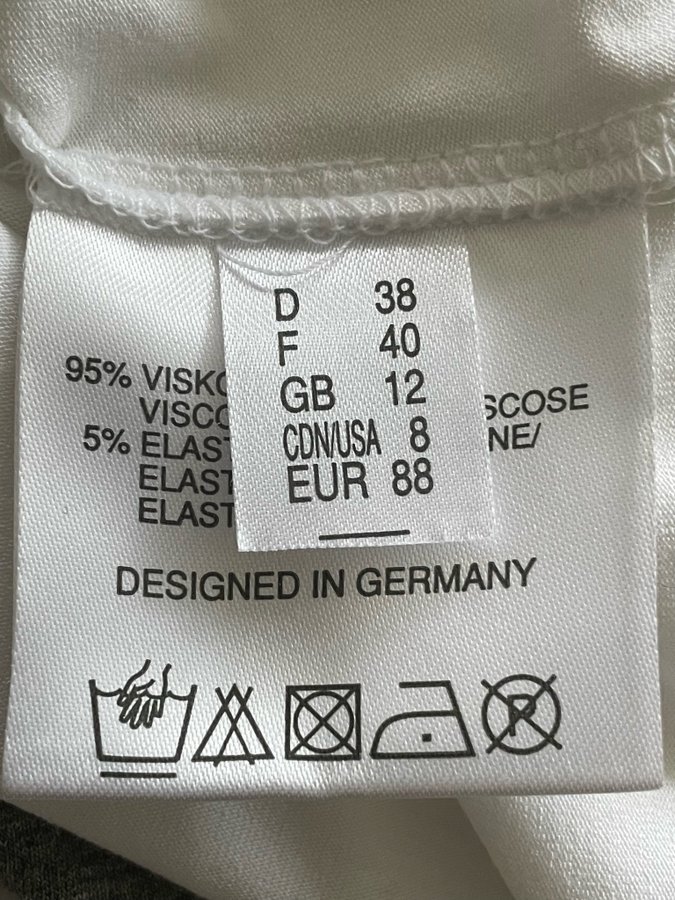 D 38
F 40
GB 12
CDN/USA 8
EUR 88
95% VISKO
VISCO SCOSE
5% ELAST NE/
ELAST
ELAST
DESIGNED IN GERMANY
P